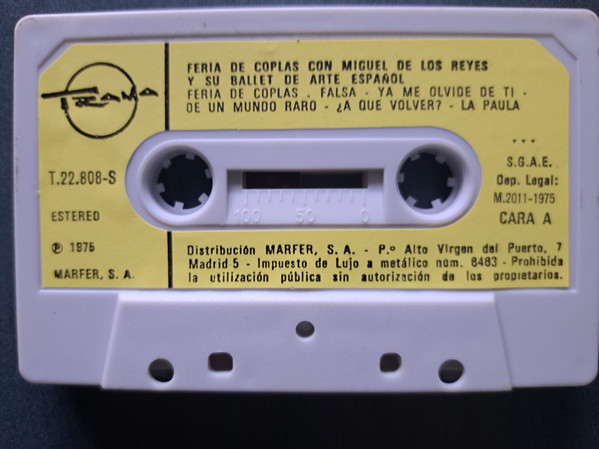 TRAMA
FERIA DE COPLAS CON MIGUEL DE LOS REYES
Y SU BALLET DE ARTE ESPAÑOL
FERIA DE COPLAS . FALSA - YA ME OLVIDE DE TI -
DE UN MUNDO RARO - ¿A QUE VOLVER? - LA PAULA
T.22.808-S
ESTEREO
℗ 1975
MARFER, S. A.
100 50 0
...
S.G.A.E.
Dep. Legal:
M.2011-1975
CARA A
Distribución MARFER, S. A. - P.º Alto Virgen del Puerto, 7
Madrid 5 - Impuesto de Lujo a metálico núm. 6483 - Prohibida
la utilización pública sin autorización de los propietarios.